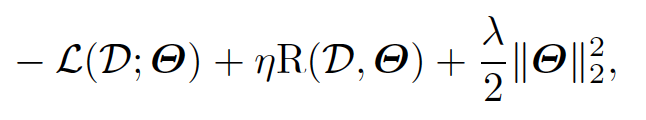 − 𝓛(𝒟; 𝜣) + ηR(𝒟, 𝜣) + λ/2 ‖𝜣‖₂²,